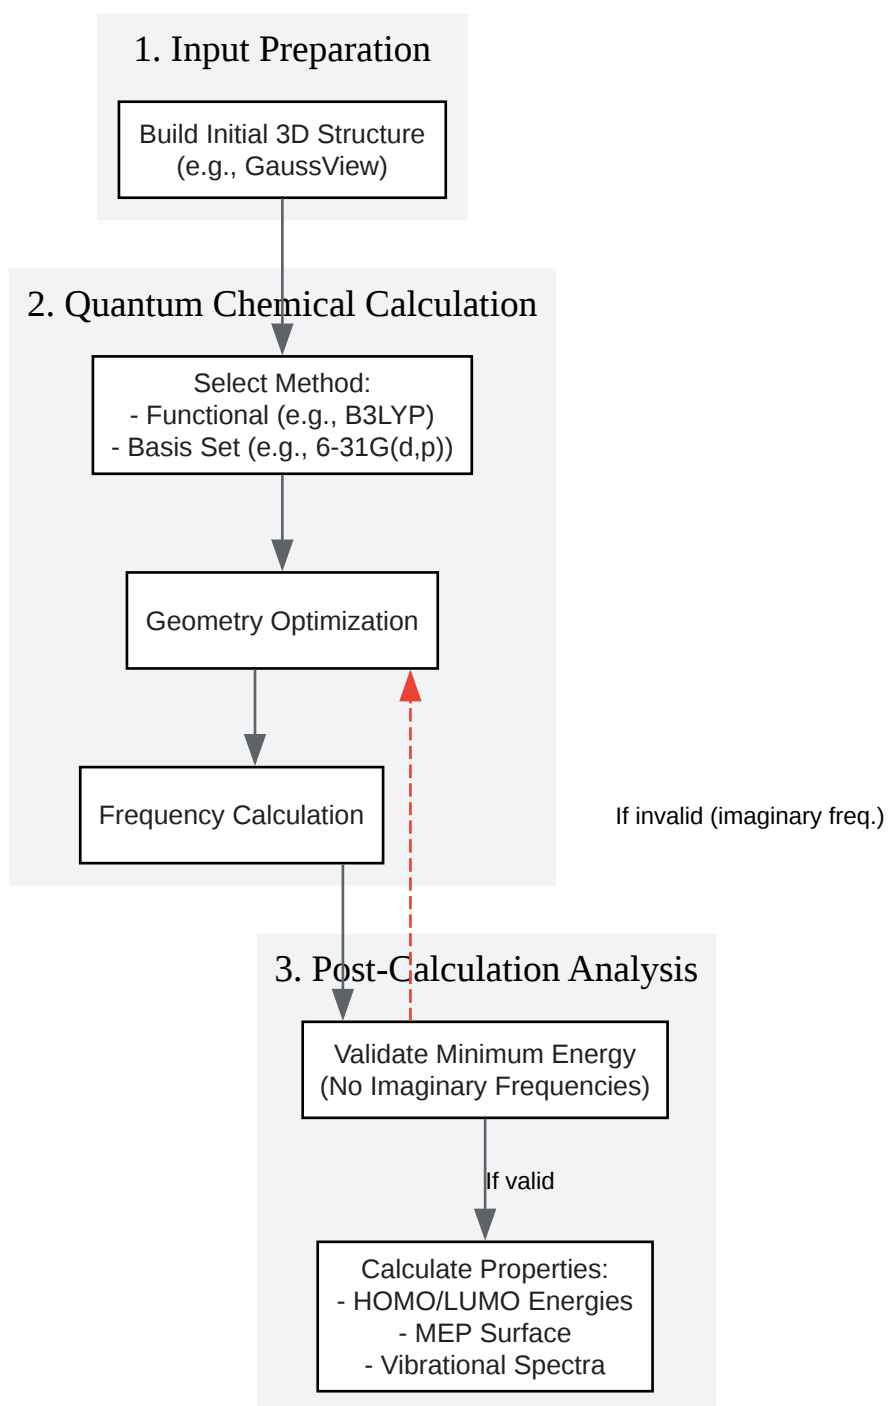 1. Input Preparation
Build Initial 3D Structure
(e.g., GaussView)
2. Quantum Chemical Calculation
Select Method:
- Functional (e.g., B3LYP)
- Basis Set (e.g., 6-31G(d,p))
Geometry Optimization
Frequency Calculation
If invalid (imaginary freq.)
3. Post-Calculation Analysis
Validate Minimum Energy
(No Imaginary Frequencies)
If valid
Calculate Properties:
- HOMO/LUMO Energies
- MEP Surface
- Vibrational Spectra